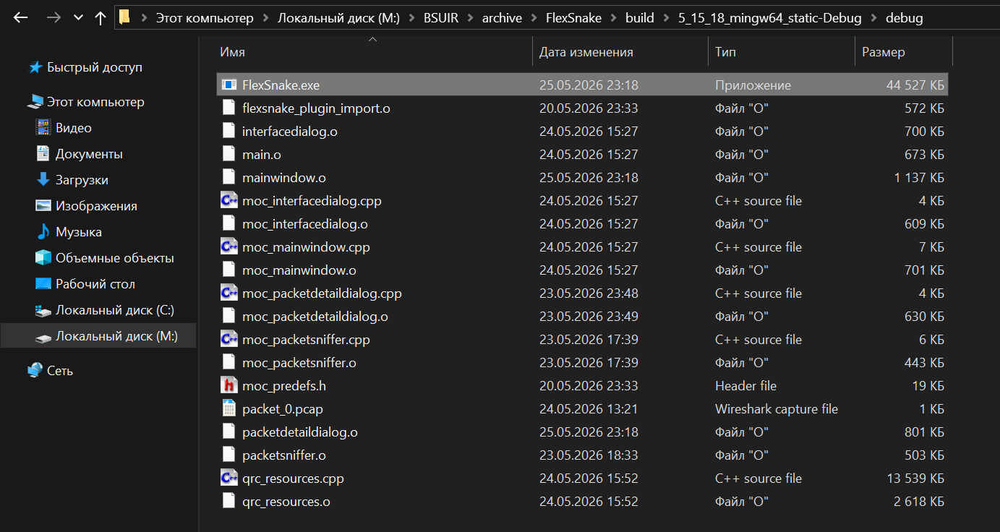 Этот компьютер > Локальный диск (M:) > BSUIR > archive > FlexSnake > build > 5_15_18_mingw64_static-Debug > debug
Быстрый доступ
Этот компьютер
Видео
Документы
Загрузки
Изображения
Музыка
Объемные объекты
Рабочий стол
Локальный диск (C:)
Локальный диск (M:)
Сеть
Имя Дата изменения Тип Размер
FlexSnake.exe 25.05.2026 23:18 Приложение 44 527 КБ
flexsnake_plugin_import.o 20.05.2026 23:33 Файл "O" 572 КБ
interfacedialog.o 24.05.2026 15:27 Файл "O" 700 КБ
main.o 24.05.2026 15:27 Файл "O" 673 КБ
mainwindow.o 25.05.2026 23:18 Файл "O" 1 137 КБ
moc_interfacedialog.cpp 24.05.2026 15:27 C++ source file 4 КБ
moc_interfacedialog.o 24.05.2026 15:27 Файл "O" 609 КБ
moc_mainwindow.cpp 24.05.2026 15:27 C++ source file 7 КБ
moc_mainwindow.o 24.05.2026 15:27 Файл "O" 701 КБ
moc_packetdetaildialog.cpp 23.05.2026 23:48 C++ source file 4 КБ
moc_packetdetaildialog.o 23.05.2026 23:49 Файл "O" 630 КБ
moc_packetsniffer.cpp 23.05.2026 17:39 C++ source file 6 КБ
moc_packetsniffer.o 23.05.2026 17:39 Файл "O" 443 КБ
moc_predefs.h 20.05.2026 23:33 Header file 19 КБ
packet_0.pcap 24.05.2026 13:21 Wireshark capture file 1 КБ
packetdetaildialog.o 25.05.2026 23:18 Файл "O" 801 КБ
packetsniffer.o 23.05.2026 18:33 Файл "O" 503 КБ
qrc_resources.cpp 24.05.2026 15:52 C++ source file 13 539 КБ
qrc_resources.o 24.05.2026 15:52 Файл "O" 2 618 КБ